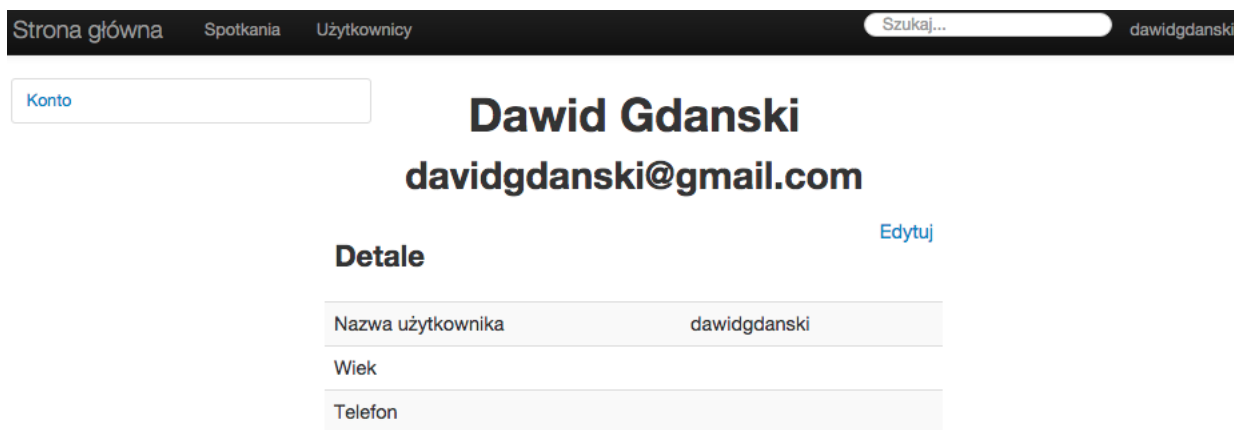 Strona główna Spotkania Użytkownicy Szukaj... dawidgdanski
Konto
Dawid Gdanski
davidgdanski@gmail.com
Edytuj
Detale
Nazwa użytkownika dawidgdanski
Wiek
Telefon